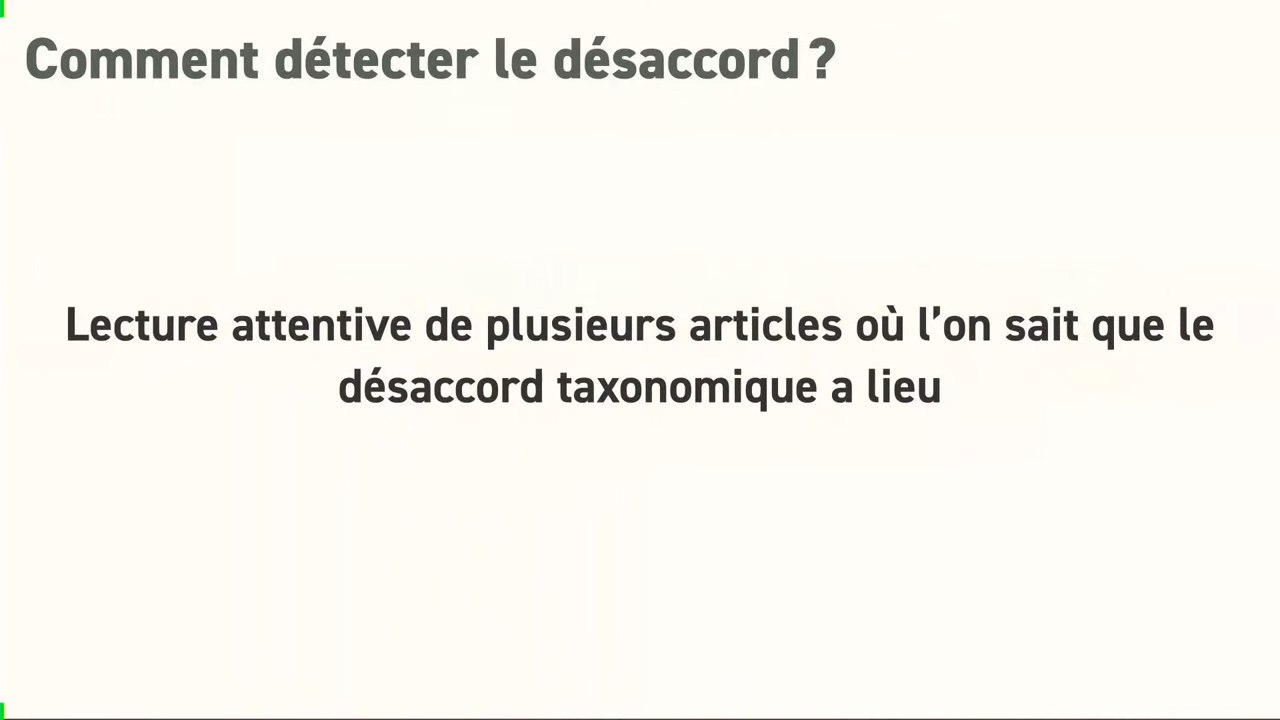 Comment détecter le désaccord ?
Lecture attentive de plusieurs articles où l’on sait que le
désaccord taxonomique a lieu